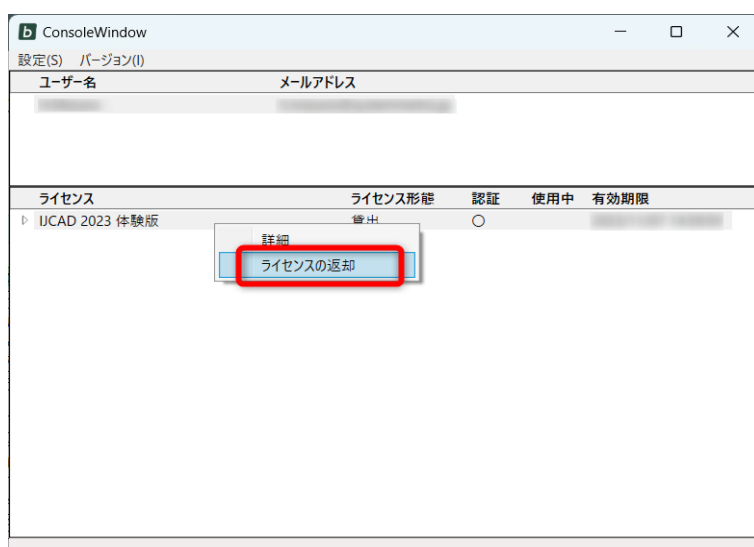 b ConsoleWindow
設定(S) バージョン(I)
ユーザー名 メールアドレス
ライセンス ライセンス形態 認証 使用中 有効期限
IJCAD 2023 体験版 貸出 ○
詳細
ライセンスの返却